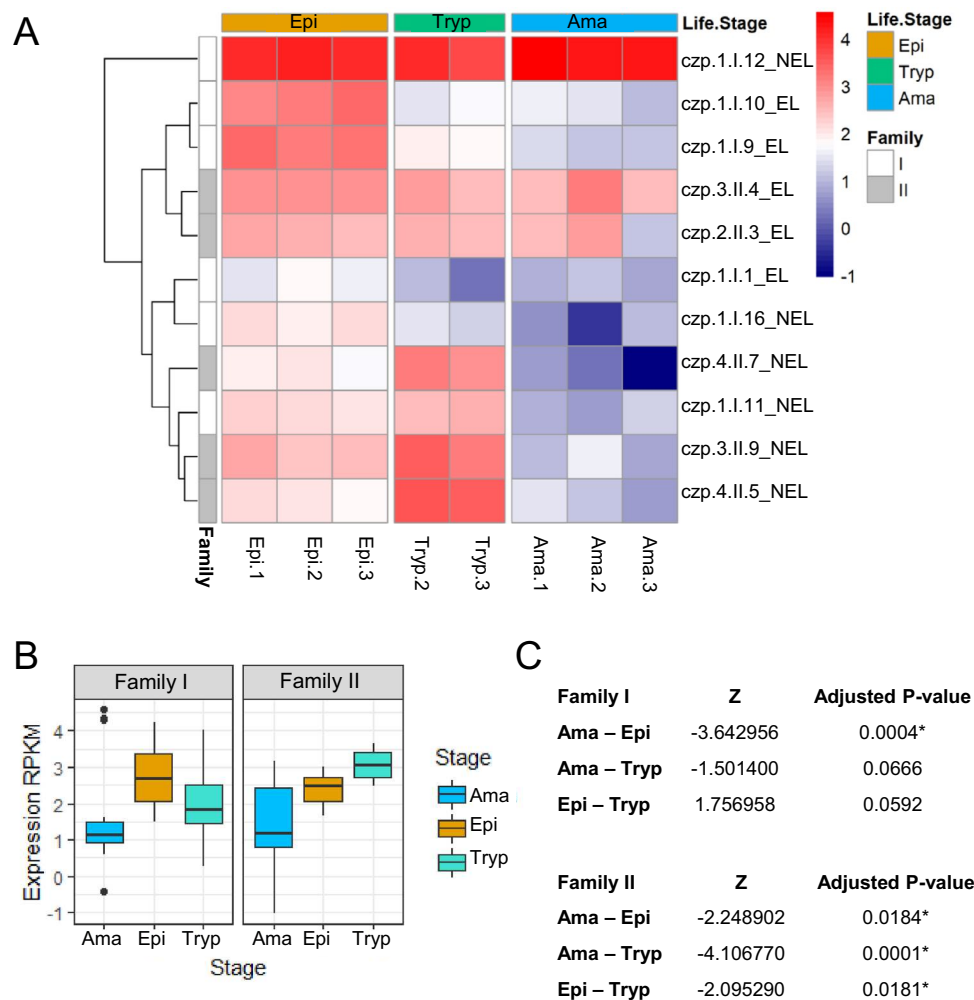 A
Epi Tryp Ama Life.Stage
czp.1.I.12_NEL
czp.1.I.10_EL
czp.1.I.9_EL
czp.3.II.4_EL
czp.2.II.3_EL
czp.1.I.1_EL
czp.1.I.16_NEL
czp.4.II.7_NEL
czp.1.I.11_NEL
czp.3.II.9_NEL
czp.4.II.5_NEL
4
3
2
1
0
-1
Life.Stage
Epi
Tryp
Ama
Family
I
II
Family
Epi.1
Epi.2
Epi.3
Tryp.2
Tryp.3
Ama.1
Ama.2
Ama.3
B
Family I Family II
Expression RPKM
4
3
2
1
0
-1
Ama Epi Tryp Ama Epi Tryp
Stage
Stage
Ama
Epi
Tryp
C
Family I Z Adjusted P-value
Ama – Epi -3.642956 0.0004*
Ama – Tryp -1.501400 0.0666
Epi – Tryp 1.756958 0.0592
Family II Z Adjusted P-value
Ama – Epi -2.248902 0.0184*
Ama – Tryp -4.106770 0.0001*
Epi – Tryp -2.095290 0.0181*